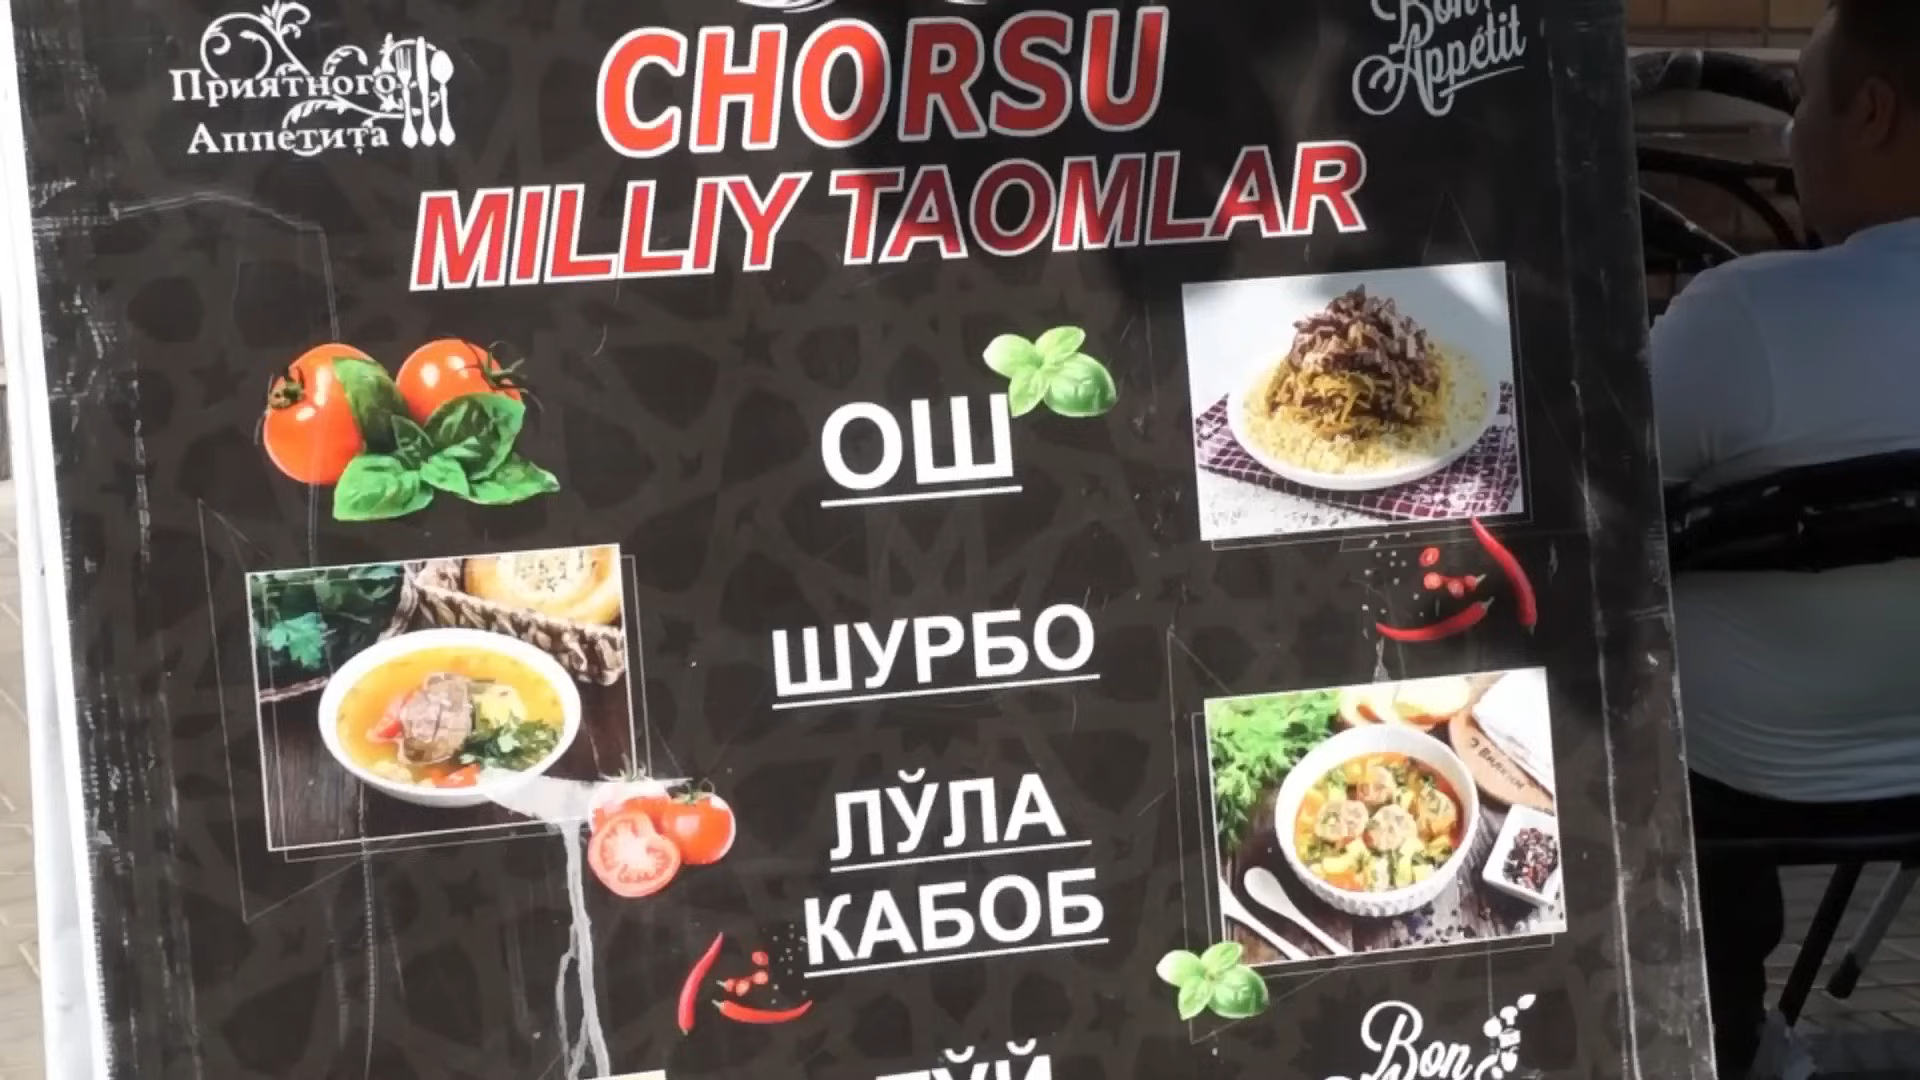 Приятного
Аппетита
Bon
Appétit
CHORSU
MILLIY TAOMLAR
ОШ
ШУРБО
ЛЎЛА
КАБОБ
Bon